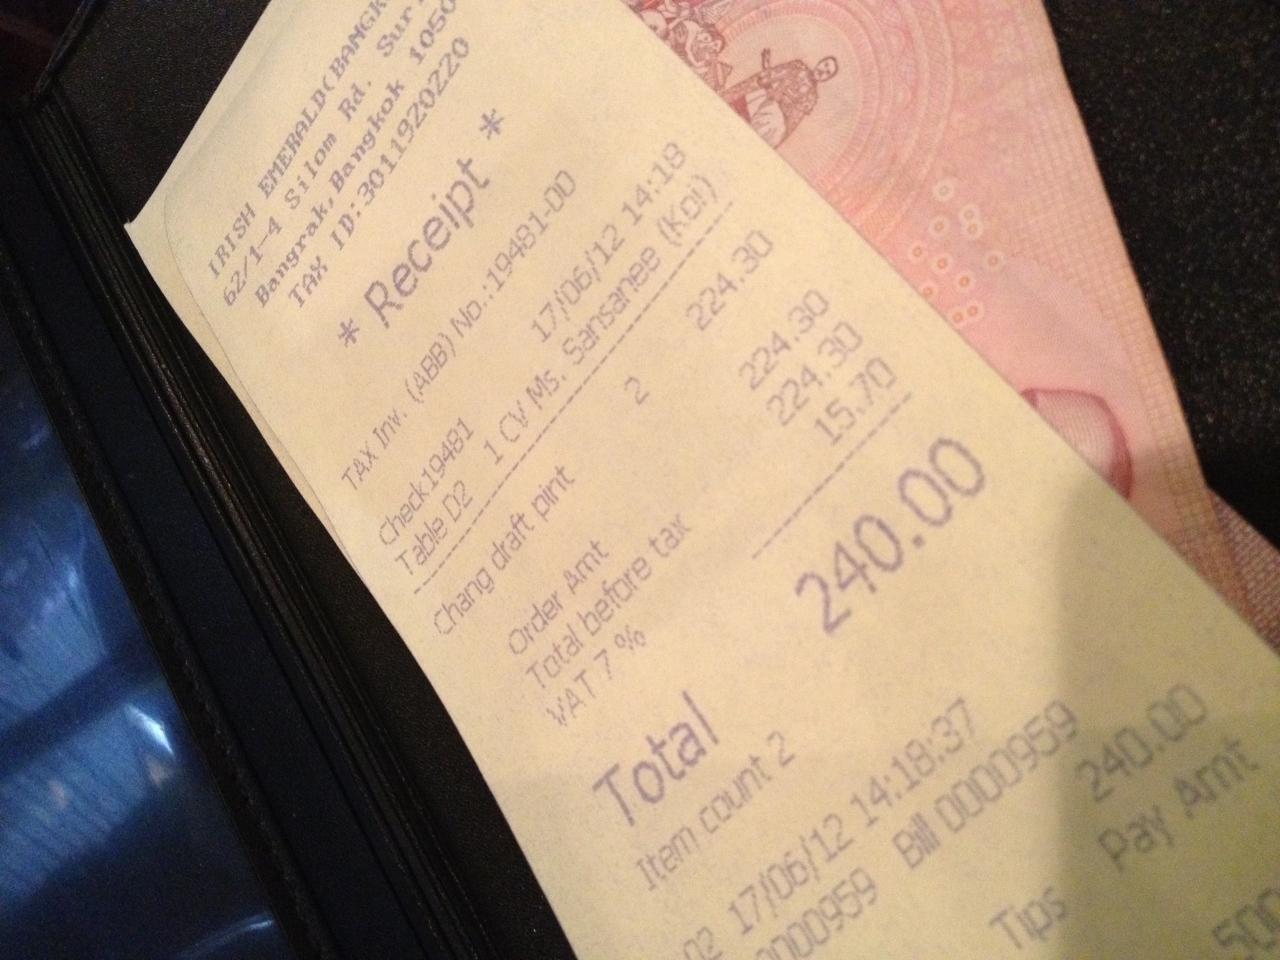 IRISH EMERALD(BANGK
62/1-4 Silom Rd. Sur
Bangrak,Bangkok 1050
TAX ID:3011920220
* Receipt *
TAX Inv. (ABB) No.:19481-00
17/06/12 14:18
Check19481
Table D2 1 CV Ms. Sansanee (Koi)
Chang draft pint 2 224.30
Order Amt 224.30
Total before tax 224.30
VAT 7 % 15.70
Total 240.00
Item count 2
02 17/06/12 14:18:37
0000959 Bill 0000959
240.00
Tips Pay Amt
500